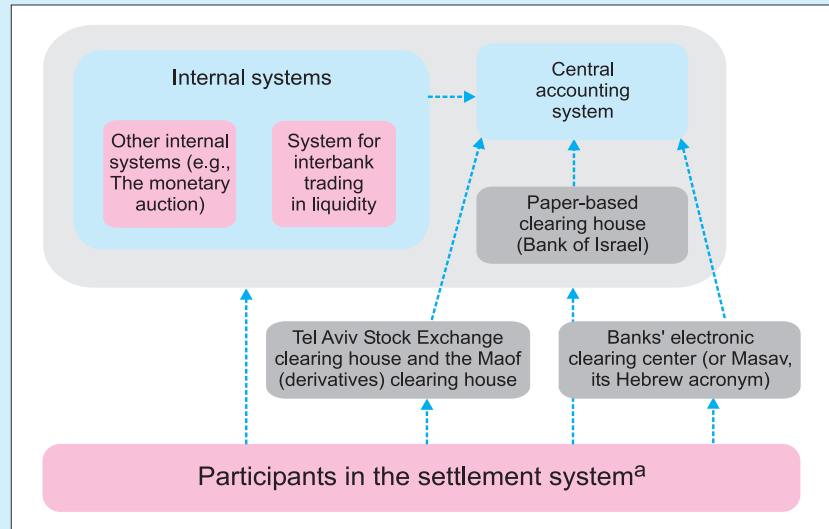 Internal systems
Other internal
systems (e.g.,
The monetary
auction)
System for
interbank
trading
in liquidity
Central
accounting
system
Paper-based
clearing house
(Bank of Israel)
Tel Aviv Stock Exchange
clearing house and the Maof
(derivatives) clearing house
Banks' electronic
clearing center (or Masav,
its Hebrew acronym)
Participants in the settlement systemᵃ